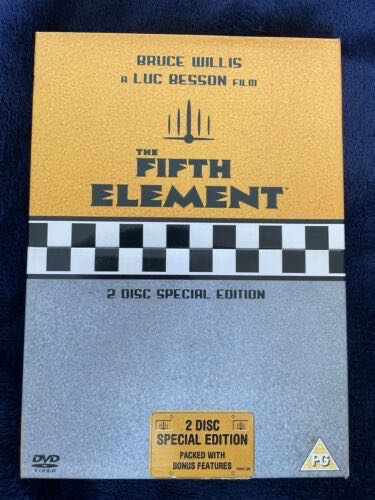 BRUCE WILLIS
A LUC BESSON FILM
THE
FIFTH
ELEMENT™
2 DISC SPECIAL EDITION
2 DISC
SPECIAL EDITION
PACKED WITH
BONUS FEATURES
DVD
VIDEO
PG